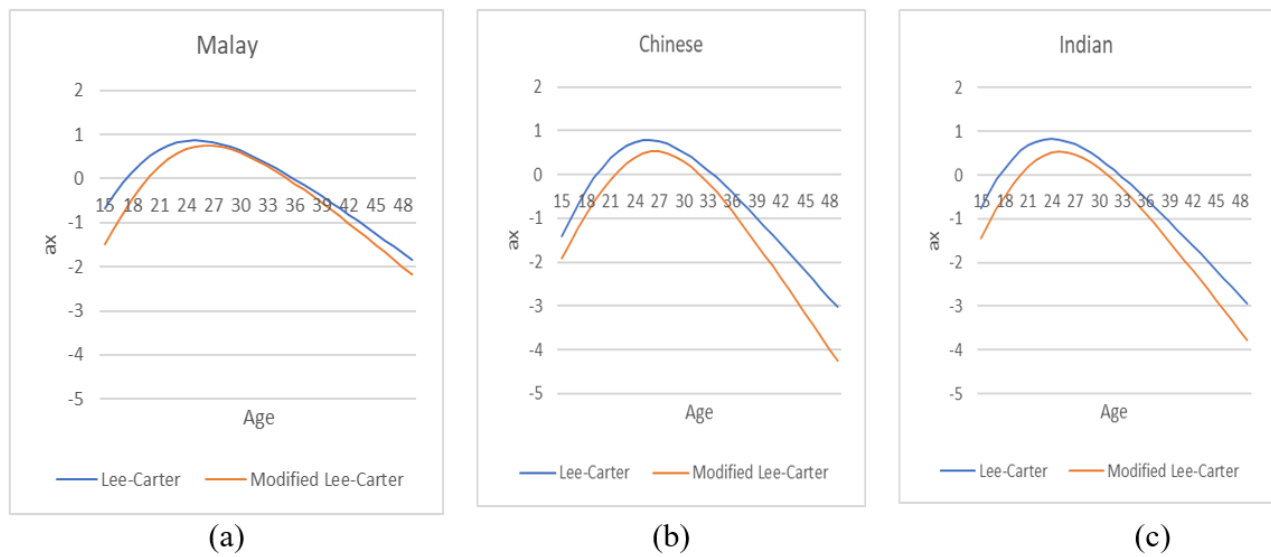 Malay
2
1
0
-1
-2
-3
-4
-5
15 18 21 24 27 30 33 36 39 42 45 48
ax
Age
Lee-Carter Modified Lee-Carter
(a)
Chinese
2
1
0
-1
-2
-3
-4
-5
15 18 21 24 27 30 33 36 39 42 45 48
ax
Age
Lee-Carter Modified Lee-Carter
(b)
Indian
2
1
0
-1
-2
-3
-4
-5
15 18 21 24 27 30 33 36 39 42 45 48
ax
Age
Lee-Carter Modified Lee-Carter
(c)